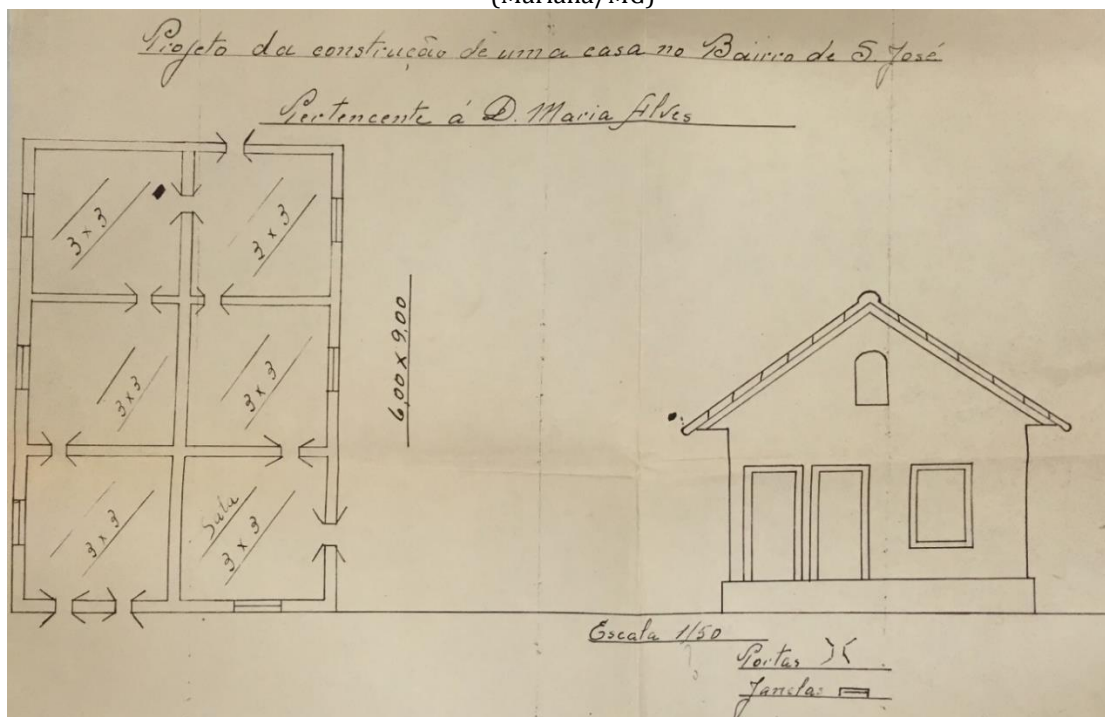 (Mariana/MG)
Projeto da construção de uma casa no Bairro de S. José
Pertencente á D. Maria Alves
3 x 3
3 x 3
3 x 3
3 x 3
3 x 3
Sala
3 x 3
6,00 x 9,00
Escala 1/50
Portas
Janelas